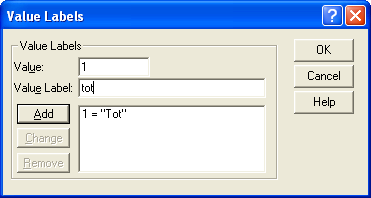 Value Labels
Value Labels
Value: 1
OK
Value Label: tot
Cancel
Add
1 = "Tot"
Help
Change
Remove